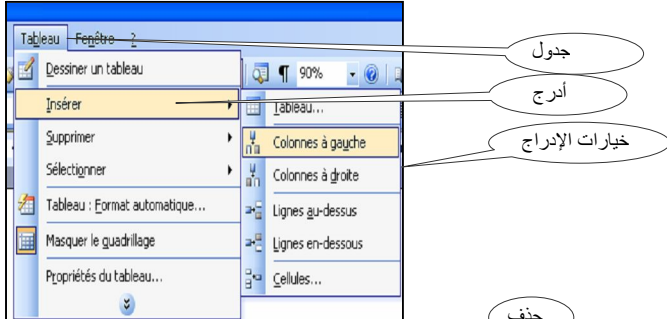 Tableau Fenêtre ?
جدول
Dessiner un tableau
¶ 90%
Insérer
أدرج
Tableau...
Supprimer
Colonnes à gauche
خيارات الإدراج
Sélectionner
Colonnes à droite
Tableau : Format automatique...
Lignes au-dessus
Masquer le quadrillage
Lignes en-dessous
Propriétés du tableau...
Cellules...
حذف